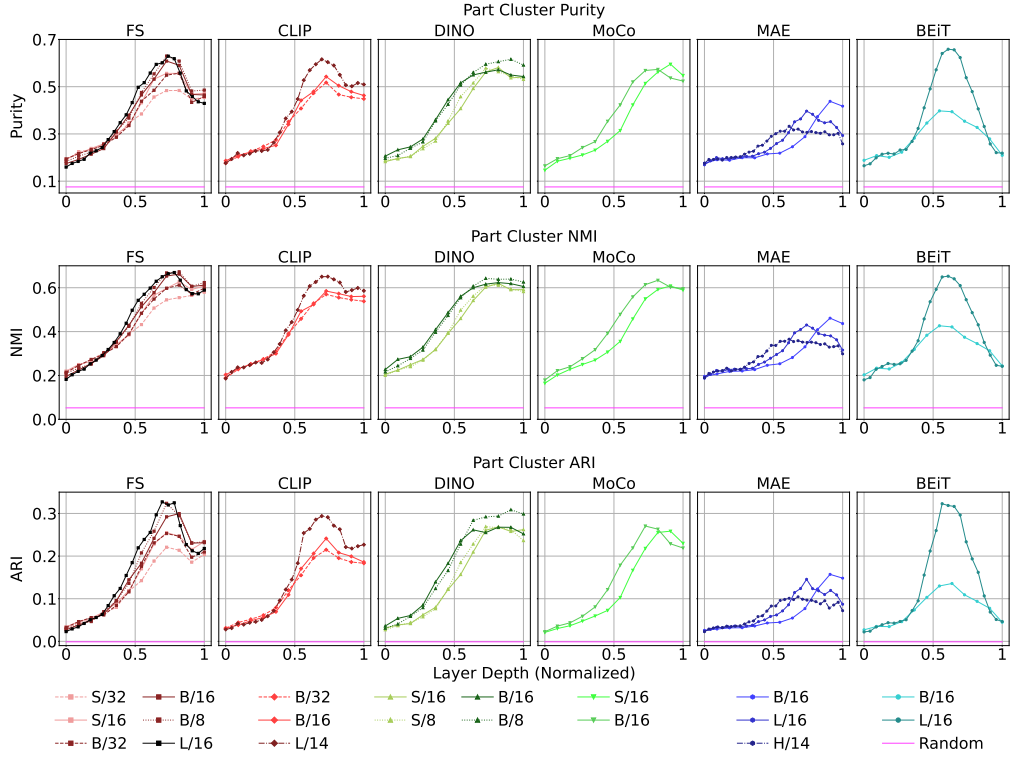 Part Cluster Purity
FS CLIP DINO MoCo MAE BEiT
Purity
0.7
0.5
0.3
0.1
0 0.5 1 0 0.5 1 0 0.5 1 0 0.5 1 0 0.5 1 0 0.5 1
Part Cluster NMI
FS CLIP DINO MoCo MAE BEiT
NMI
0.6
0.4
0.2
0.0
0 0.5 1 0 0.5 1 0 0.5 1 0 0.5 1 0 0.5 1 0 0.5 1
Part Cluster ARI
FS CLIP DINO MoCo MAE BEiT
ARI
0.3
0.2
0.1
0.0
0 0.5 1 0 0.5 1 0 0.5 1 0 0.5 1 0 0.5 1 0 0.5 1
Layer Depth (Normalized)
S/32 B/16 B/32 S/16 B/16 S/16 B/16 B/16
S/16 B/8 B/16 S/8 B/8 B/16 L/16 L/16
B/32 L/16 L/14 H/14 Random